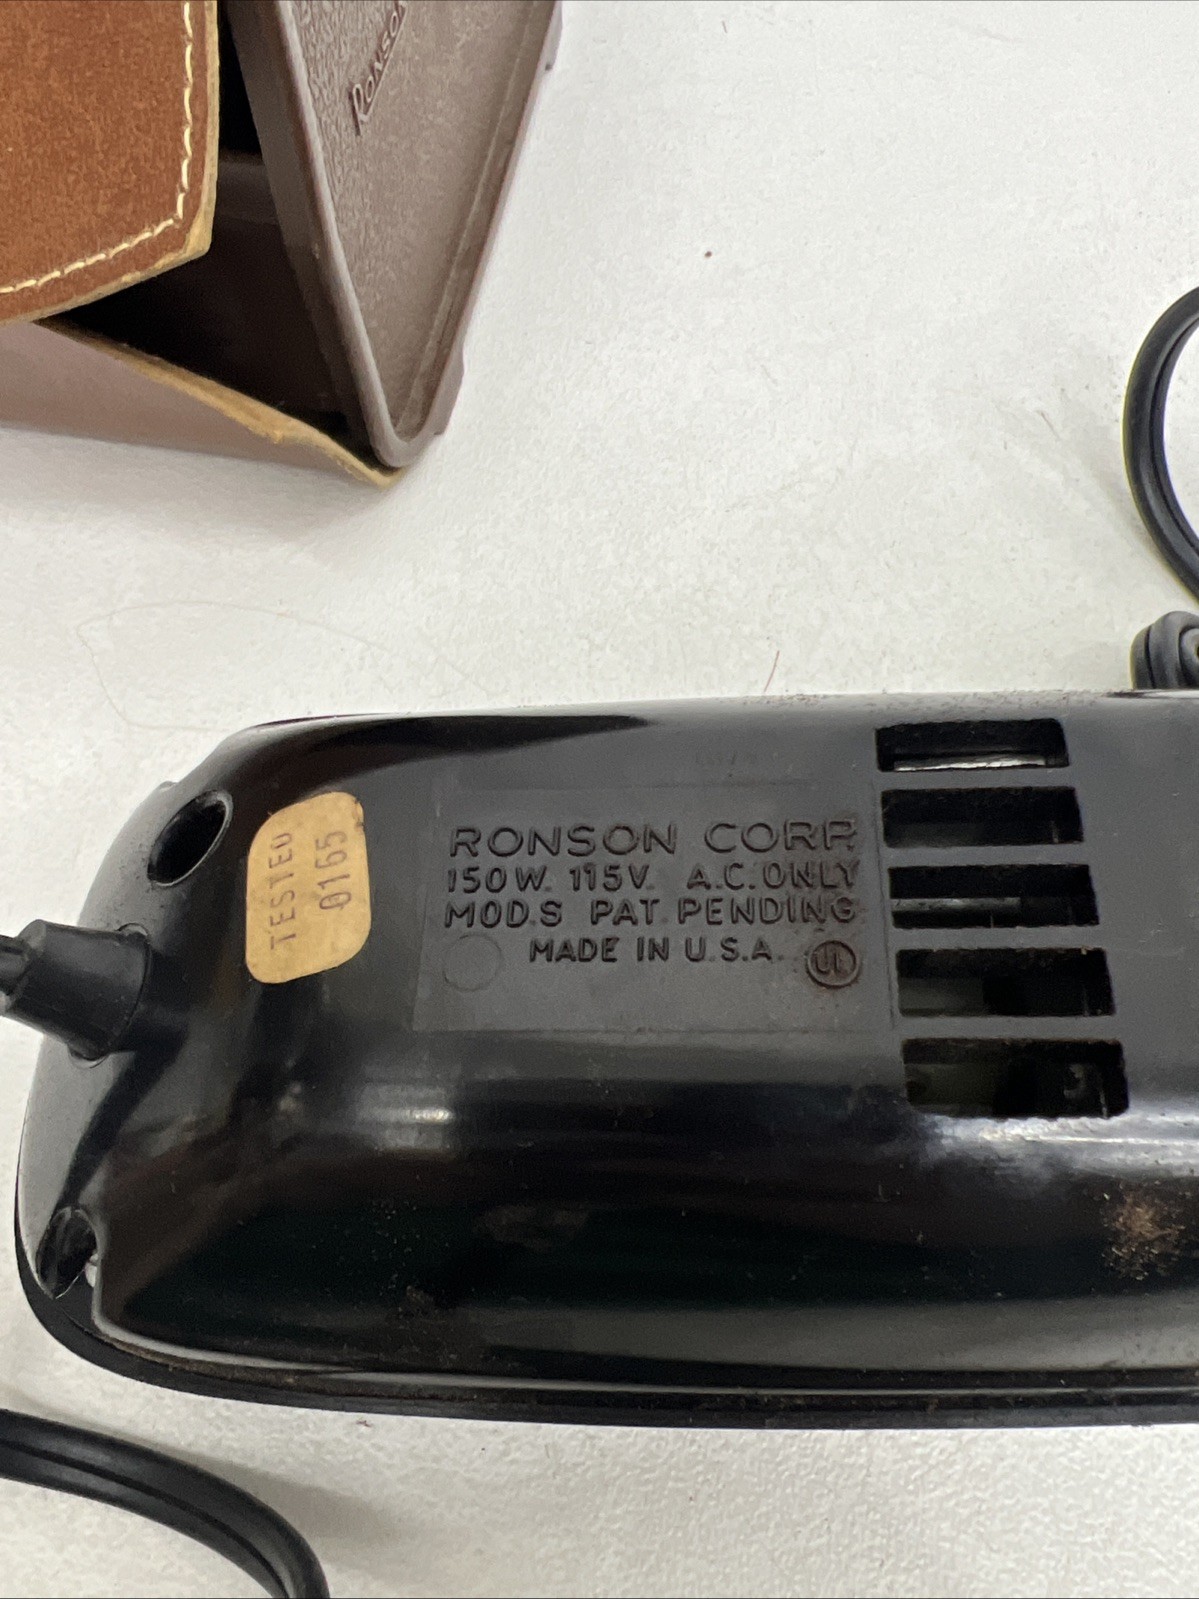 RONSON
TESTED
0165
RONSON CORP.
150W. 115V. A.C. ONLY
MOD.S PAT. PENDING
MADE IN U.S.A.
UL